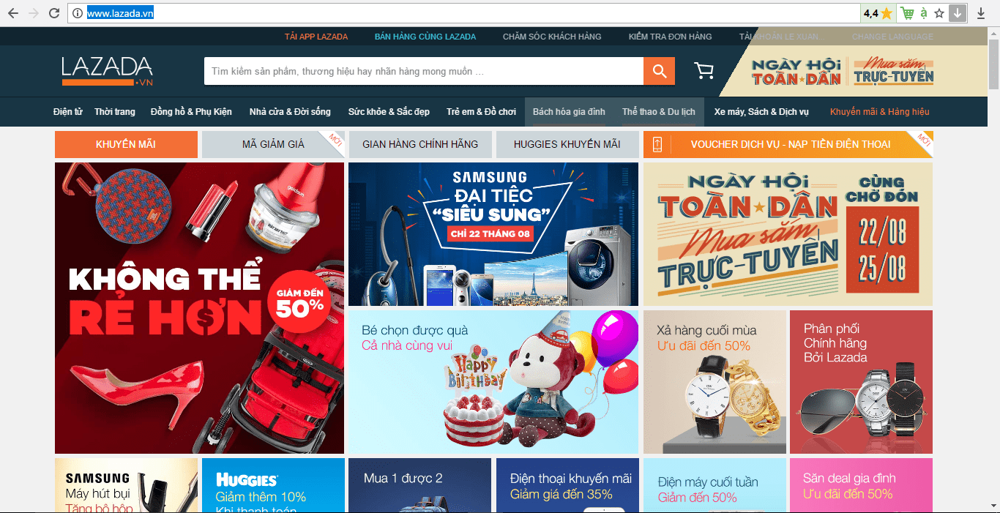 www.lazada.vn
4,4
TẢI APP LAZADA
BÁN HÀNG CÙNG LAZADA
CHĂM SÓC KHÁCH HÀNG
KIỂM TRA ĐƠN HÀNG
TÀI KHOẢN LE XUAN...
CHANGE LANGUAGE
LAZADA
.VN
Tìm kiếm sản phẩm, thương hiệu hay nhãn hàng mong muốn ...
NGÀY HỘI
TOÀN DÂN
Mua sắm
TRỰC-TUYẾN
Điện tử
Thời trang
Đồng hồ & Phụ Kiện
Nhà cửa & Đời sống
Sức khỏe & Sắc đẹp
Trẻ em & Đồ chơi
Bách hóa gia đình
Thể thao & Du lịch
Xe máy, Sách & Dịch vụ
Khuyến mãi & Hàng hiệu
KHUYẾN MÃI
MÃ GIẢM GIÁ
MỚI
GIAN HÀNG CHÍNH HÃNG
HUGGIES KHUYẾN MÃI
VOUCHER DỊCH VỤ - NẠP TIỀN ĐIỆN THOẠI
MỚI
goldsun
KHÔNG THỂ
RẺ HƠN
GIẢM ĐẾN
50%
SAMSUNG
ĐẠI TIỆC
“SIÊU SUNG”
CHỈ 22 THÁNG 08
NGÀY HỘI
TOÀN DÂN
Mua sắm
TRỰC-TUYẾN
CÙNG
CHỜ ĐÓN
22/08
25/08
Bé chọn được quà
Cả nhà cùng vui
HAPPY
BirthDay
Xả hàng cuối mùa
Ưu đãi đến 50%
Phân phối
Chính hãng
Bởi Lazada
SAMSUNG
Máy hút bụi
Tặng bộ hộp
HUGGIES
Giảm thêm 10%
Khi thanh toán
Mua 1 được 2
Điện thoại khuyến mãi
Giảm giá đến 35%
Điện máy cuối tuần
Giảm đến 50%
Săn deal gia đình
Ưu đãi đến 50%